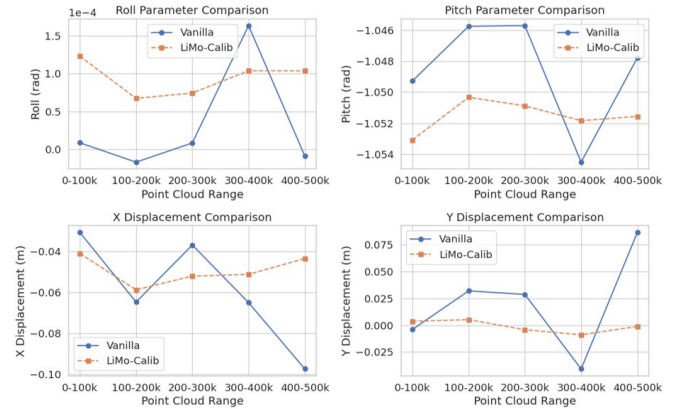 Roll Parameter Comparison
1e−4
Vanilla
LiMo-Calib
1.5
1.0
0.5
0.0
Roll (rad)
0-100k 100-200k 200-300k 300-400k 400-500k
Point Cloud Range
Pitch Parameter Comparison
Vanilla
LiMo-Calib
−1.046
−1.048
−1.050
−1.052
−1.054
Pitch (rad)
0-100k 100-200k 200-300k 300-400k 400-500k
Point Cloud Range
X Displacement Comparison
−0.04
−0.06
−0.08
−0.10
X Displacement (m)
Vanilla
LiMo-Calib
0-100k 100-200k 200-300k 300-400k 400-500k
Point Cloud Range
Y Displacement Comparison
Vanilla
LiMo-Calib
0.075
0.050
0.025
0.000
−0.025
Y Displacement (m)
0-100k 100-200k 200-300k 300-400k 400-500k
Point Cloud Range